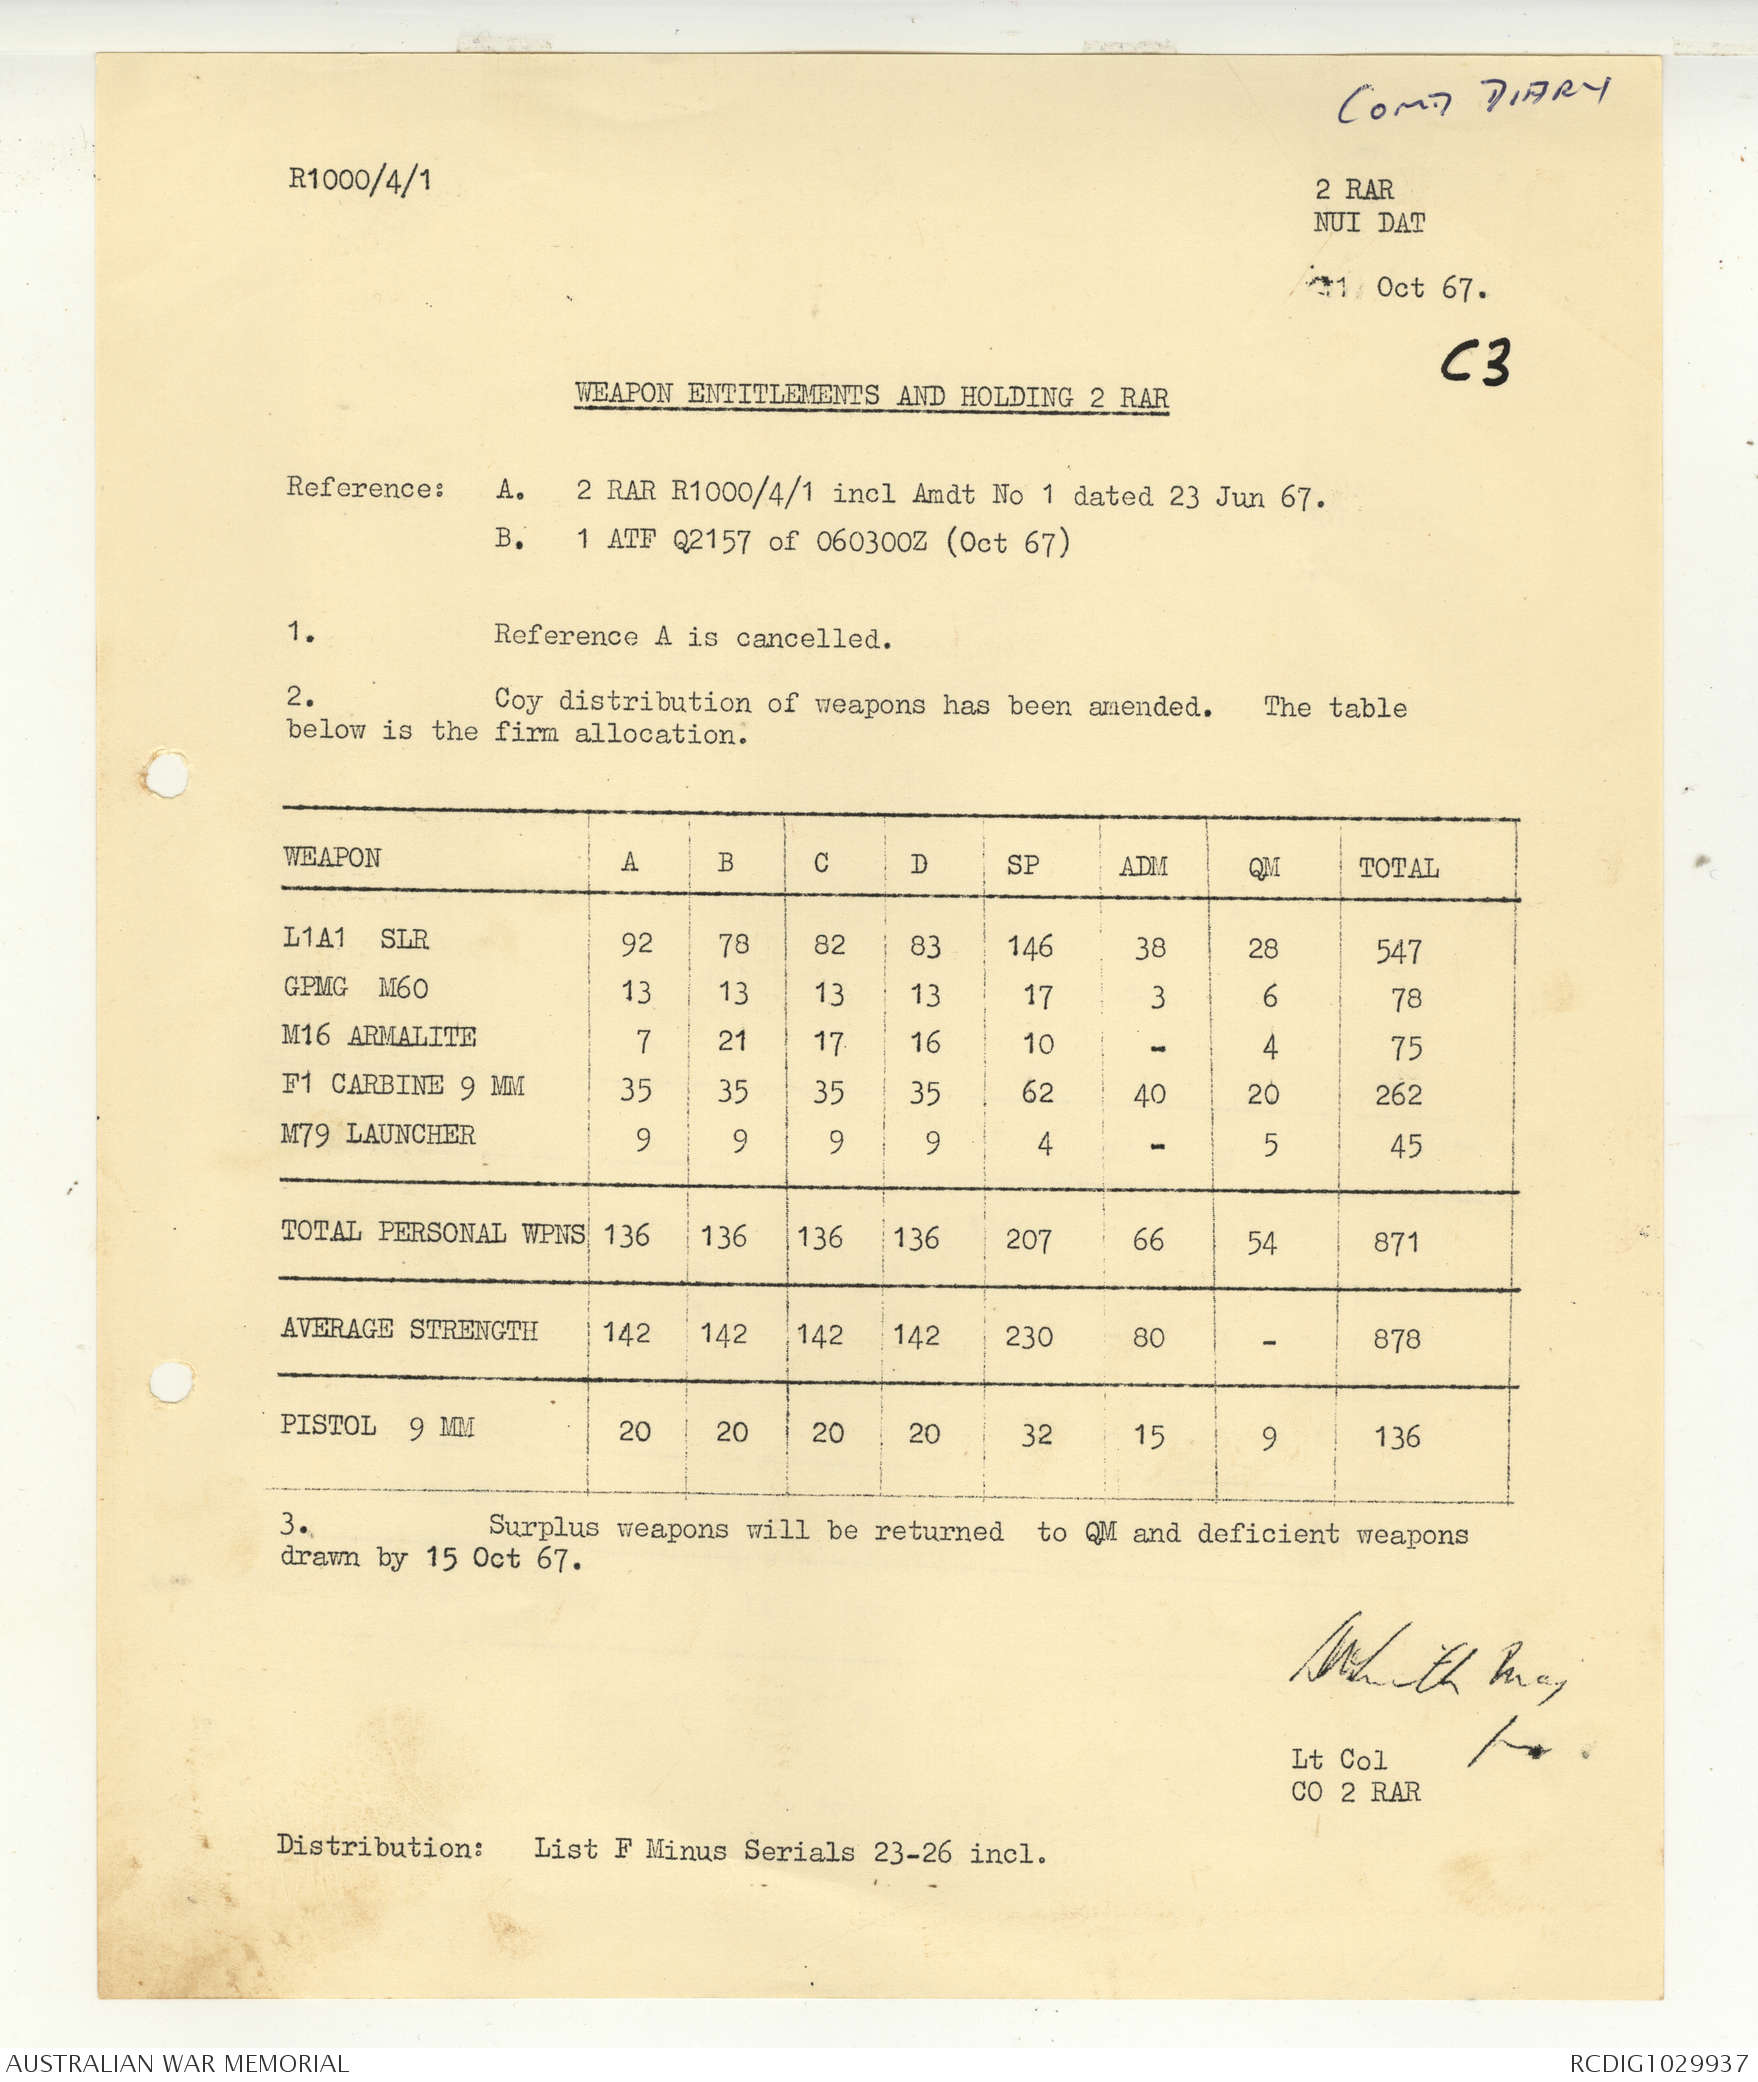 COMD DIARY
R1000/4/1
2 RAR
NUI DAT
Oct 67.
C3
WEAPON ENTITLEMENTS AND HOLDING 2 RAR
Reference: A. 2 RAR R1000/4/1 incl Amdt No 1 dated 23 Jun 67.
B. 1 ATF Q2157 of 060300Z (Oct 67)
1. Reference A is cancelled.
2. Coy distribution of weapons has been amended. The table
below is the firm allocation.
WEAPON A B C D SP ADM QM TOTAL
L1A1 SLR 92 78 82 83 146 38 28 547
GPMG M60 13 13 13 13 17 3 6 78
M16 ARMALITE 7 21 17 16 10 - 4 75
F1 CARBINE 9 MM 35 35 35 35 62 40 20 262
M79 LAUNCHER 9 9 9 9 4 - 5 45
TOTAL PERSONAL WPNS 136 136 136 136 207 66 54 871
AVERAGE STRENGTH 142 142 142 142 230 80 - 878
PISTOL 9 MM 20 20 20 20 32 15 9 136
3. Surplus weapons will be returned to QM and deficient weapons
drawn by 15 Oct 67.
Maj
Lt Col
CO 2 RAR
Distribution: List F Minus Serials 23-26 incl.
AUSTRALIAN WAR MEMORIAL
RCDIG1029937